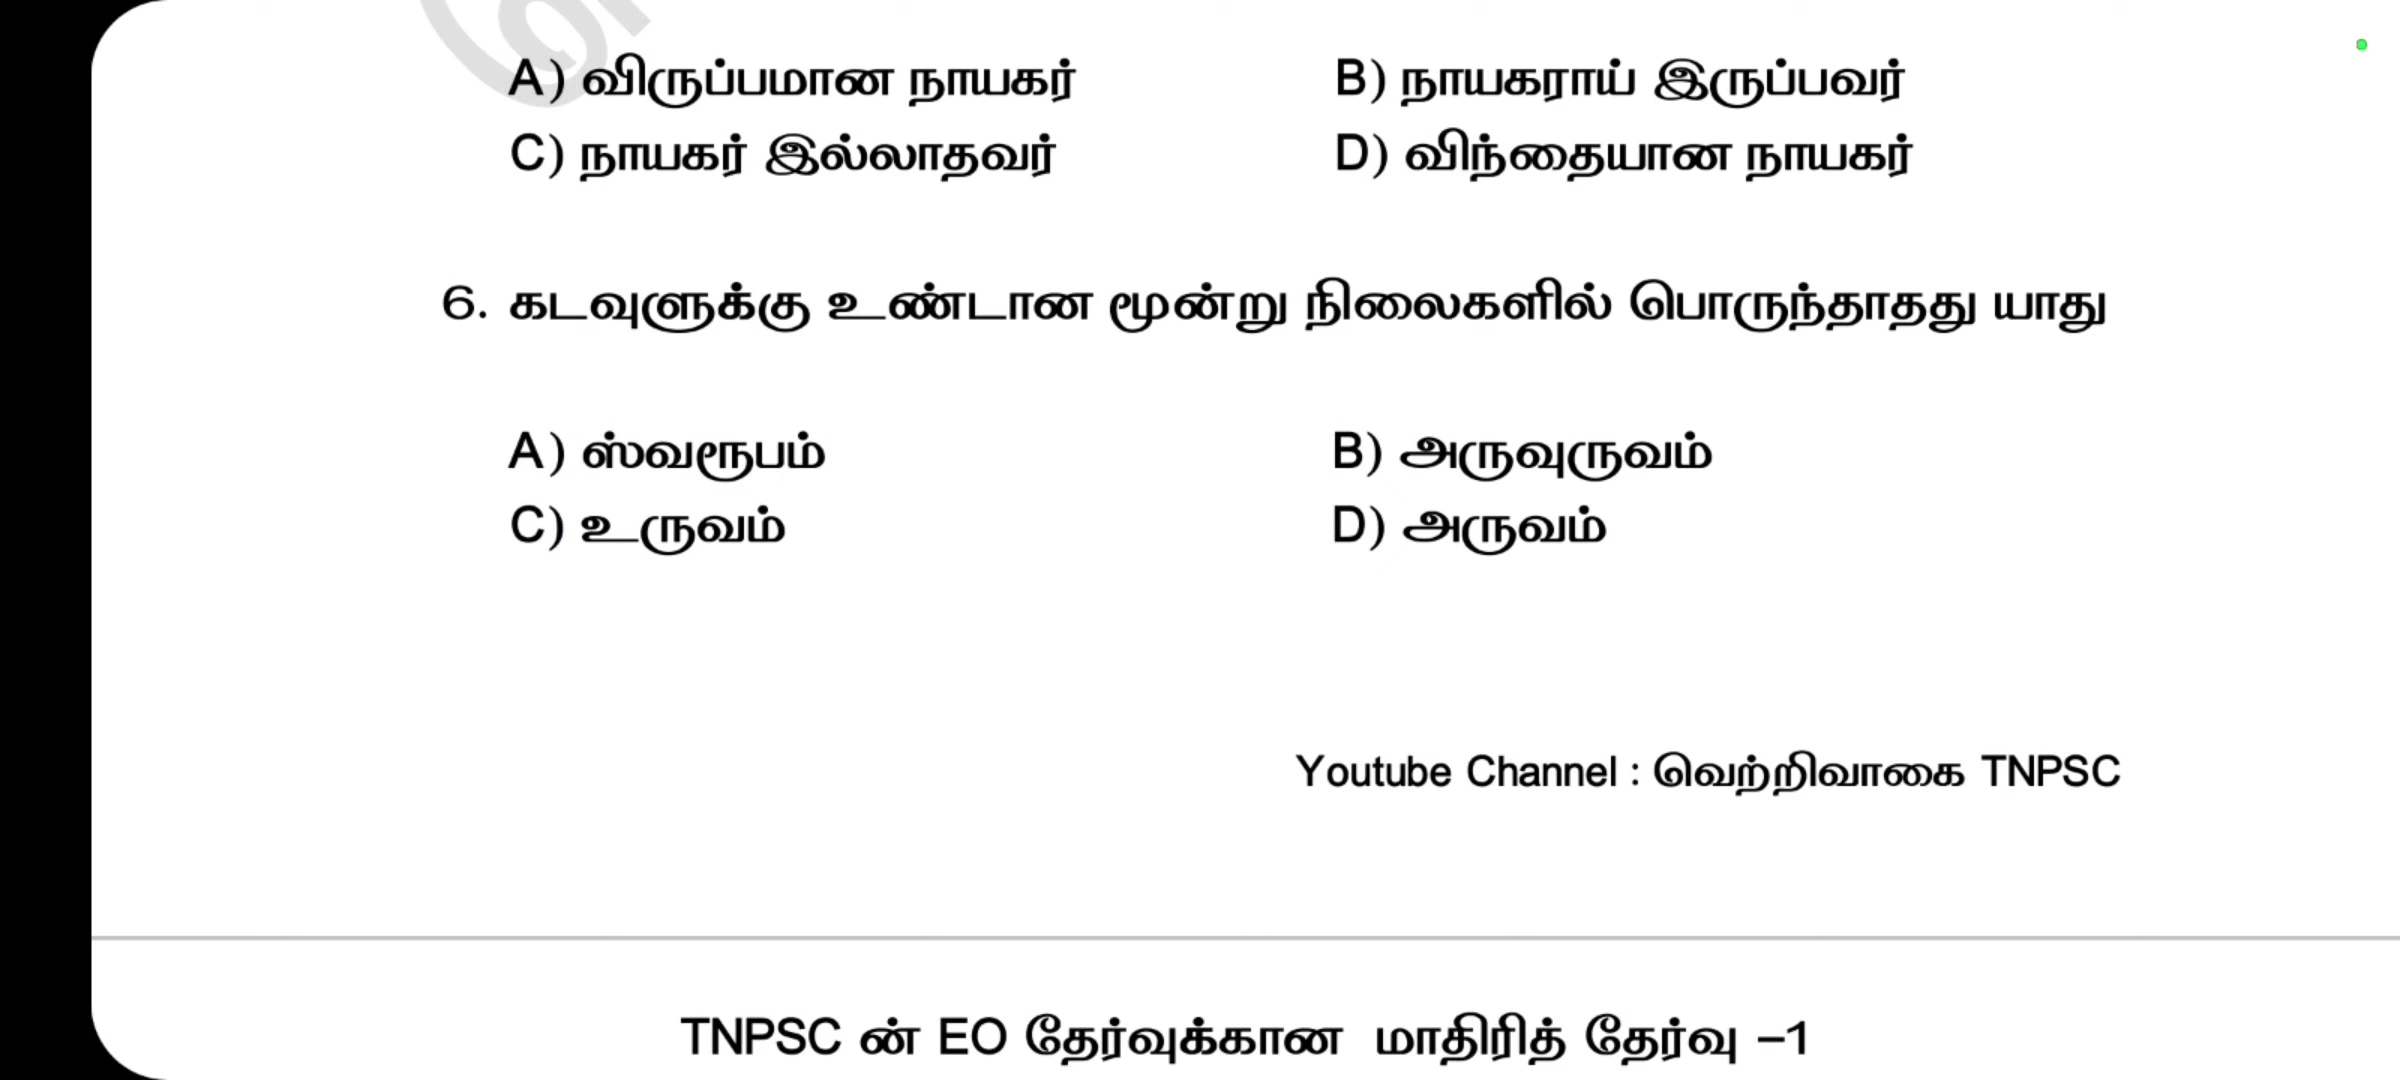 A) விருப்பமான நாயகர் B) நாயகராய் இருப்பவர்
C) நாயகர் இல்லாதவர் D) விந்தையான நாயகர்
6. கடவுளுக்கு உண்டான மூன்று நிலைகளில் பொருந்தாதது யாது
A) ஸ்வரூபம் B) அருவுருவம்
C) உருவம் D) அருவம்
Youtube Channel : வெற்றிவாகை TNPSC
TNPSC ன் EO தேர்வுக்கான மாதிரித் தேர்வு –1